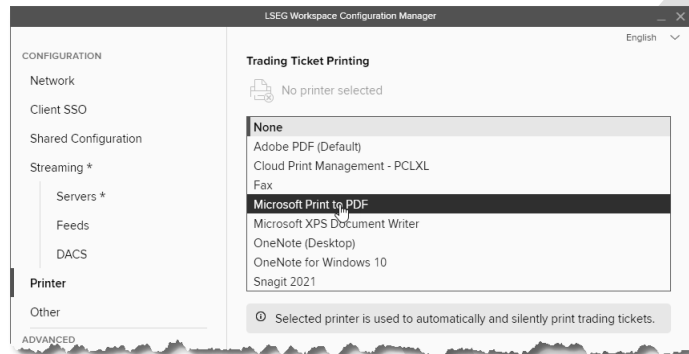 LSEG Workspace Configuration Manager
English
CONFIGURATION
Network
Client SSO
Shared Configuration
Streaming *
Servers *
Feeds
DACS
Printer
Other
ADVANCED
Trading Ticket Printing
No printer selected
None
Adobe PDF (Default)
Cloud Print Management - PCLXL
Fax
Microsoft Print to PDF
Microsoft XPS Document Writer
OneNote (Desktop)
OneNote for Windows 10
Snagit 2021
Selected printer is used to automatically and silently print trading tickets.